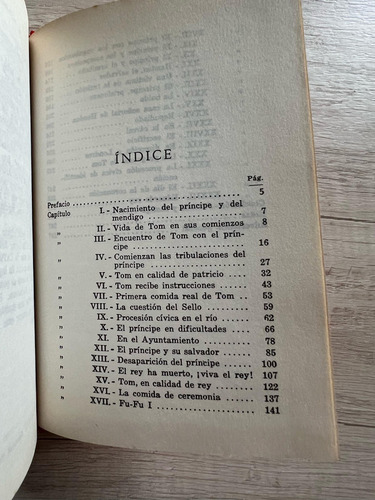 ÍNDICE
Pág.
Prefacio 5
Capítulo I.- Nacimiento del príncipe y del
mendigo 7
" II.- Vida de Tom en sus comienzos 8
" III.- Encuentro de Tom con el prín-
cipe 16
" IV.- Comienzan las tribulaciones del
príncipe 27
" V.- Tom en calidad de patricio 32
" VI.- Tom recibe instrucciones 43
" VII.- Primera comida real de Tom 53
" VIII.- La cuestión del Sello 59
" IX.- Procesión cívica en el río 62
" X.- El príncipe en dificultades 66
" XI.- En el Ayuntamiento 78
" XII.- El príncipe y su salvador 85
" XIII.- Desaparición del príncipe 100
" XIV.- El rey ha muerto, ¡viva el rey! 107
" XV.- Tom, en calidad de rey 122
" XVI.- La comida de ceremonia 137
" XVII.- Fu-Fu I 141